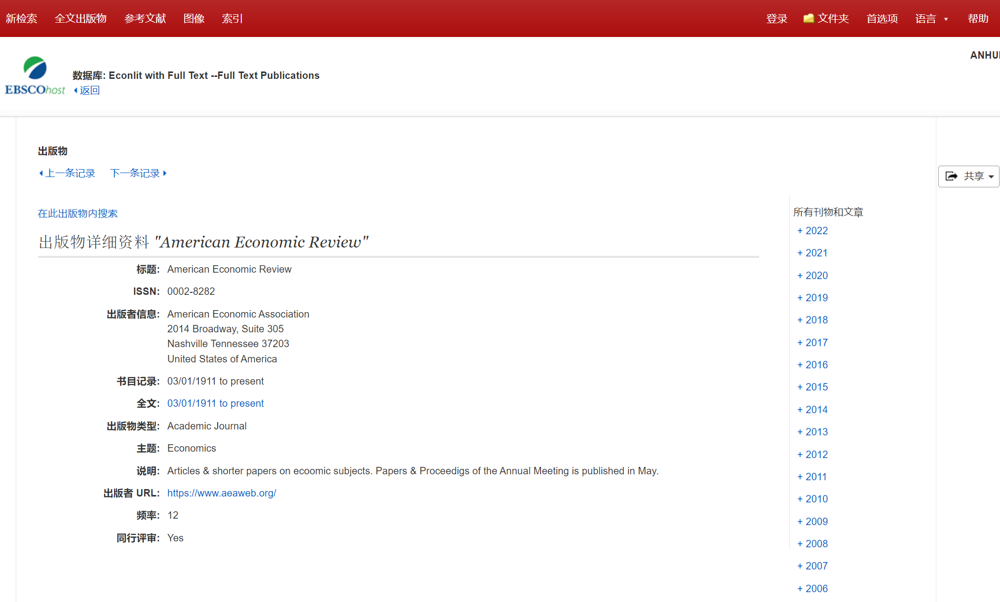 新检索 全文出版物 参考文献 图像 索引 登录 文件夹 首选项 语言 帮助
ANHUI
数据库: Econlit with Full Text --Full Text Publications
EBSCOhost 返回
出版物
上一条记录 下一条记录
共享
在此出版物内搜索
出版物详细资料 "American Economic Review"
标题: American Economic Review
ISSN: 0002-8282
出版者信息: American Economic Association
2014 Broadway, Suite 305
Nashville Tennessee 37203
United States of America
书目记录: 03/01/1911 to present
全文: 03/01/1911 to present
出版物类型: Academic Journal
主题: Economics
说明: Articles & shorter papers on ecoomic subjects. Papers & Proceedigs of the Annual Meeting is published in May.
出版者 URL: https://www.aeaweb.org/
频率: 12
同行评审: Yes
所有刊物和文章
+ 2022
+ 2021
+ 2020
+ 2019
+ 2018
+ 2017
+ 2016
+ 2015
+ 2014
+ 2013
+ 2012
+ 2011
+ 2010
+ 2009
+ 2008
+ 2007
+ 2006